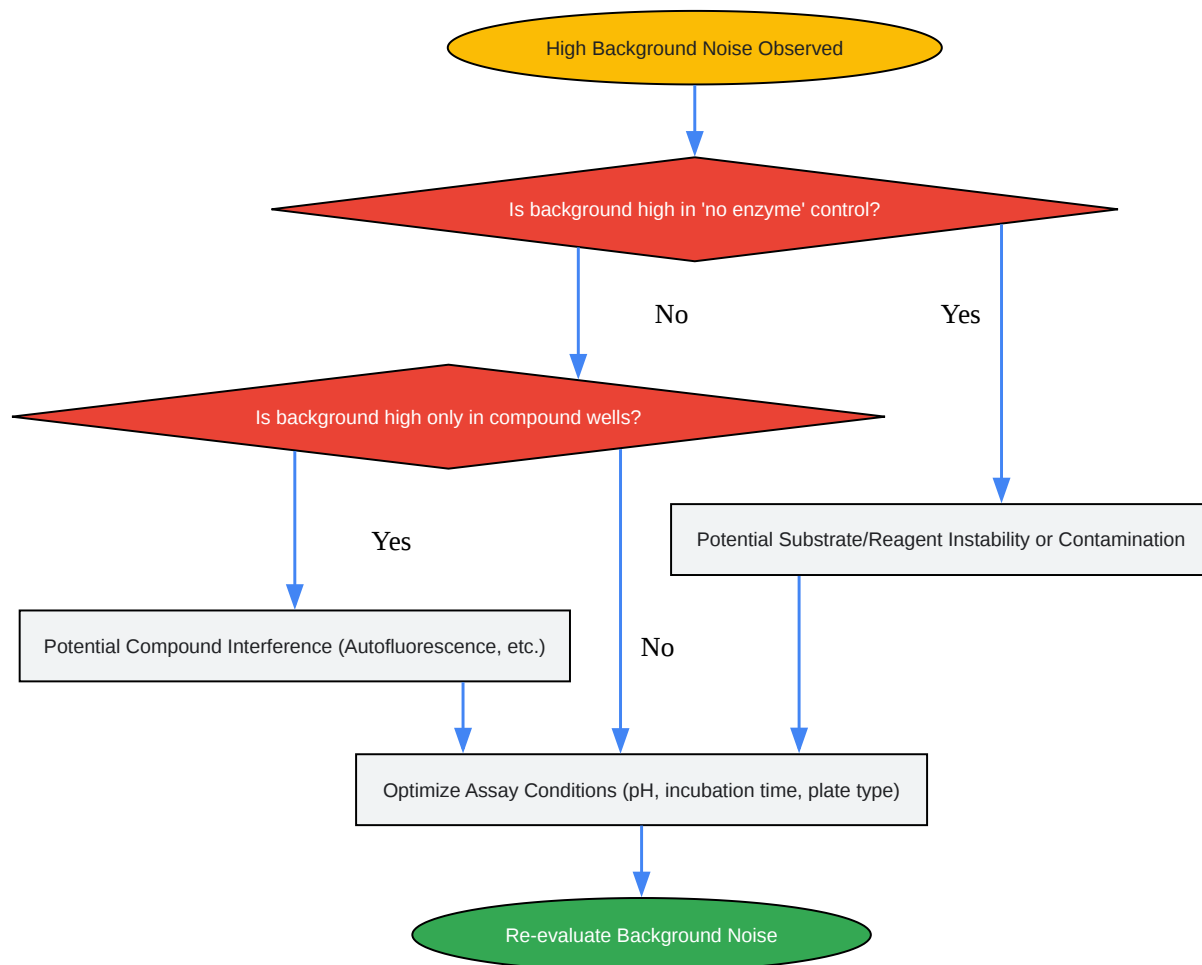 High Background Noise Observed
Is background high in 'no enzyme' control?
No
Yes
Is background high only in compound wells?
Potential Substrate/Reagent Instability or Contamination
Yes
Potential Compound Interference (Autofluorescence, etc.)
No
Optimize Assay Conditions (pH, incubation time, plate type)
Re-evaluate Background Noise